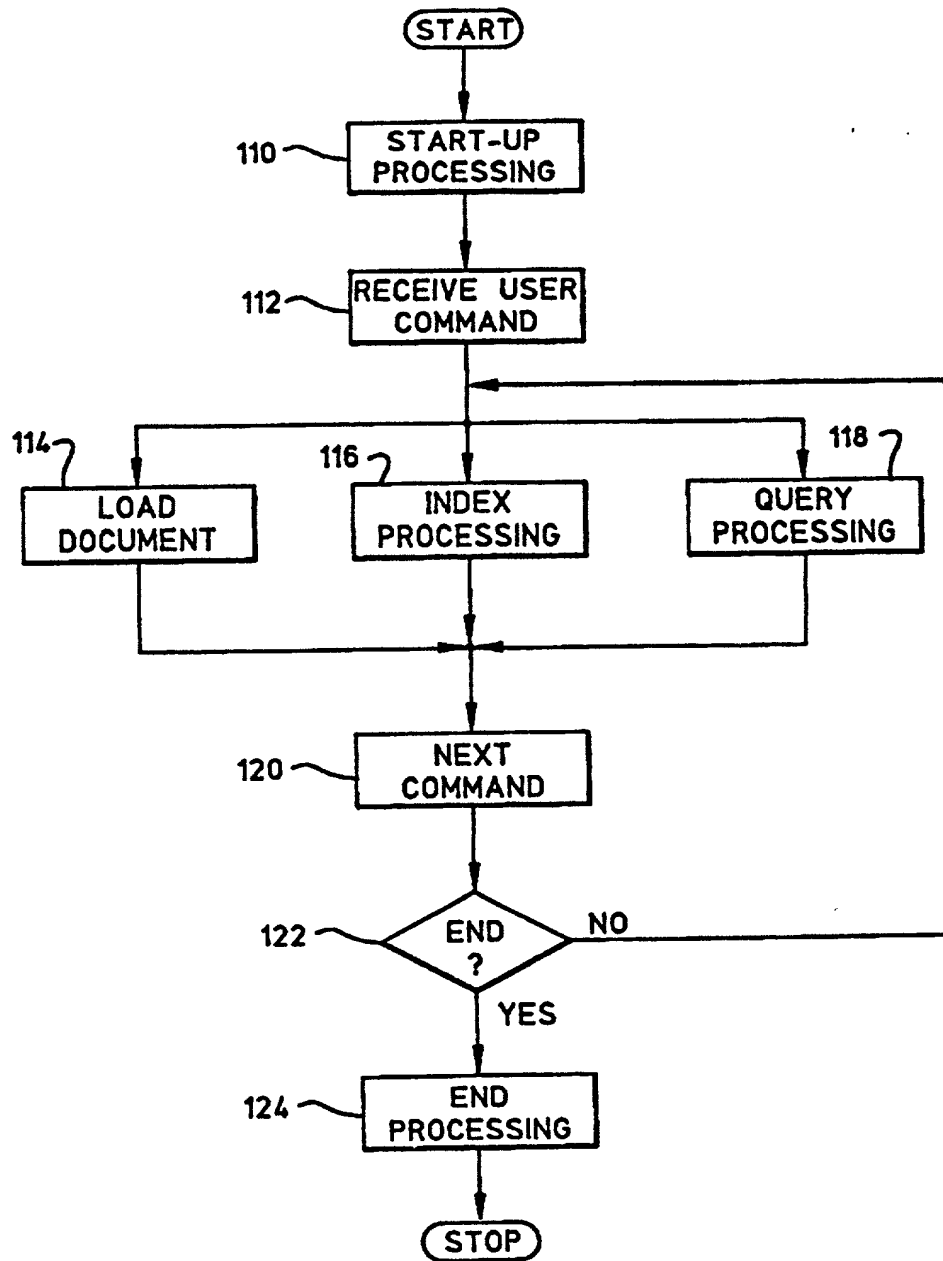 START
110
START-UP
PROCESSING
112
RECEIVE USER
COMMAND
114
LOAD
DOCUMENT
116
INDEX
PROCESSING
118
QUERY
PROCESSING
120
NEXT
COMMAND
122
END
?
NO
YES
124
END
PROCESSING
STOP